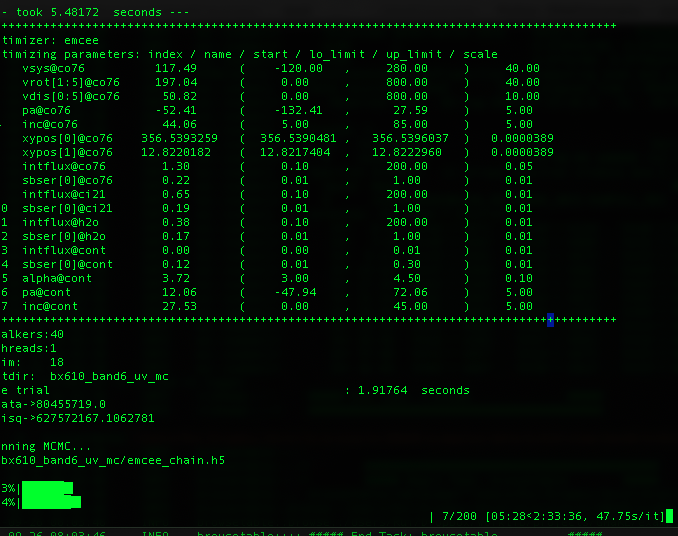 - took 5.48172  seconds ---
++++++++++++++++++++++++++++++++++++++++++++++++++++++++++++++++++++++++++++++++++++++++
timizer: emcee
timizing parameters: index / name / start / lo_limit / up_limit / scale
vsys@co76 117.49 ( -120.00 , 280.00 ) 40.00
vrot[1:5]@co76 197.04 ( 0.00 , 800.00 ) 40.00
vdis[0:5]@co76 50.82 ( 0.00 , 800.00 ) 10.00
pa@co76 -52.41 ( -132.41 , 27.59 ) 5.00
inc@co76 44.06 ( 5.00 , 85.00 ) 5.00
xypos[0]@co76 356.5393259 ( 356.5390481 , 356.5396037 ) 0.0000389
xypos[1]@co76 12.8220182 ( 12.8217404 , 12.8222960 ) 0.0000389
intflux@co76 1.30 ( 0.10 , 200.00 ) 0.05
sbser[0]@co76 0.22 ( 0.01 , 1.00 ) 0.01
intflux@ci21 0.65 ( 0.10 , 200.00 ) 0.01
0 sbser[0]@ci21 0.19 ( 0.01 , 1.00 ) 0.01
1 intflux@h2o 0.38 ( 0.10 , 200.00 ) 0.01
2 sbser[0]@h2o 0.17 ( 0.01 , 1.00 ) 0.01
3 intflux@cont 0.00 ( 0.00 , 0.01 ) 0.01
4 sbser[0]@cont 0.12 ( 0.01 , 0.30 ) 0.01
5 alpha@cont 3.72 ( 3.00 , 4.50 ) 0.10
6 pa@cont 12.06 ( -47.94 , 72.06 ) 5.00
7 inc@cont 27.53 ( 0.00 , 45.00 ) 5.00
++++++++++++++++++++++++++++++++++++++++++++++++++++++++++++++++++++++++++++++++++++++++
alkers:40
hreads:1
im: 18
tdir: bx610_band6_uv_mc
e trial : 1.91764 seconds
ata->80455719.0
isq->627572167.1062781
nning MCMC...
bx610_band6_uv_mc/emcee_chain.h5
3%|
4%|
| 7/200 [05:28<2:33:36, 47.75s/it]